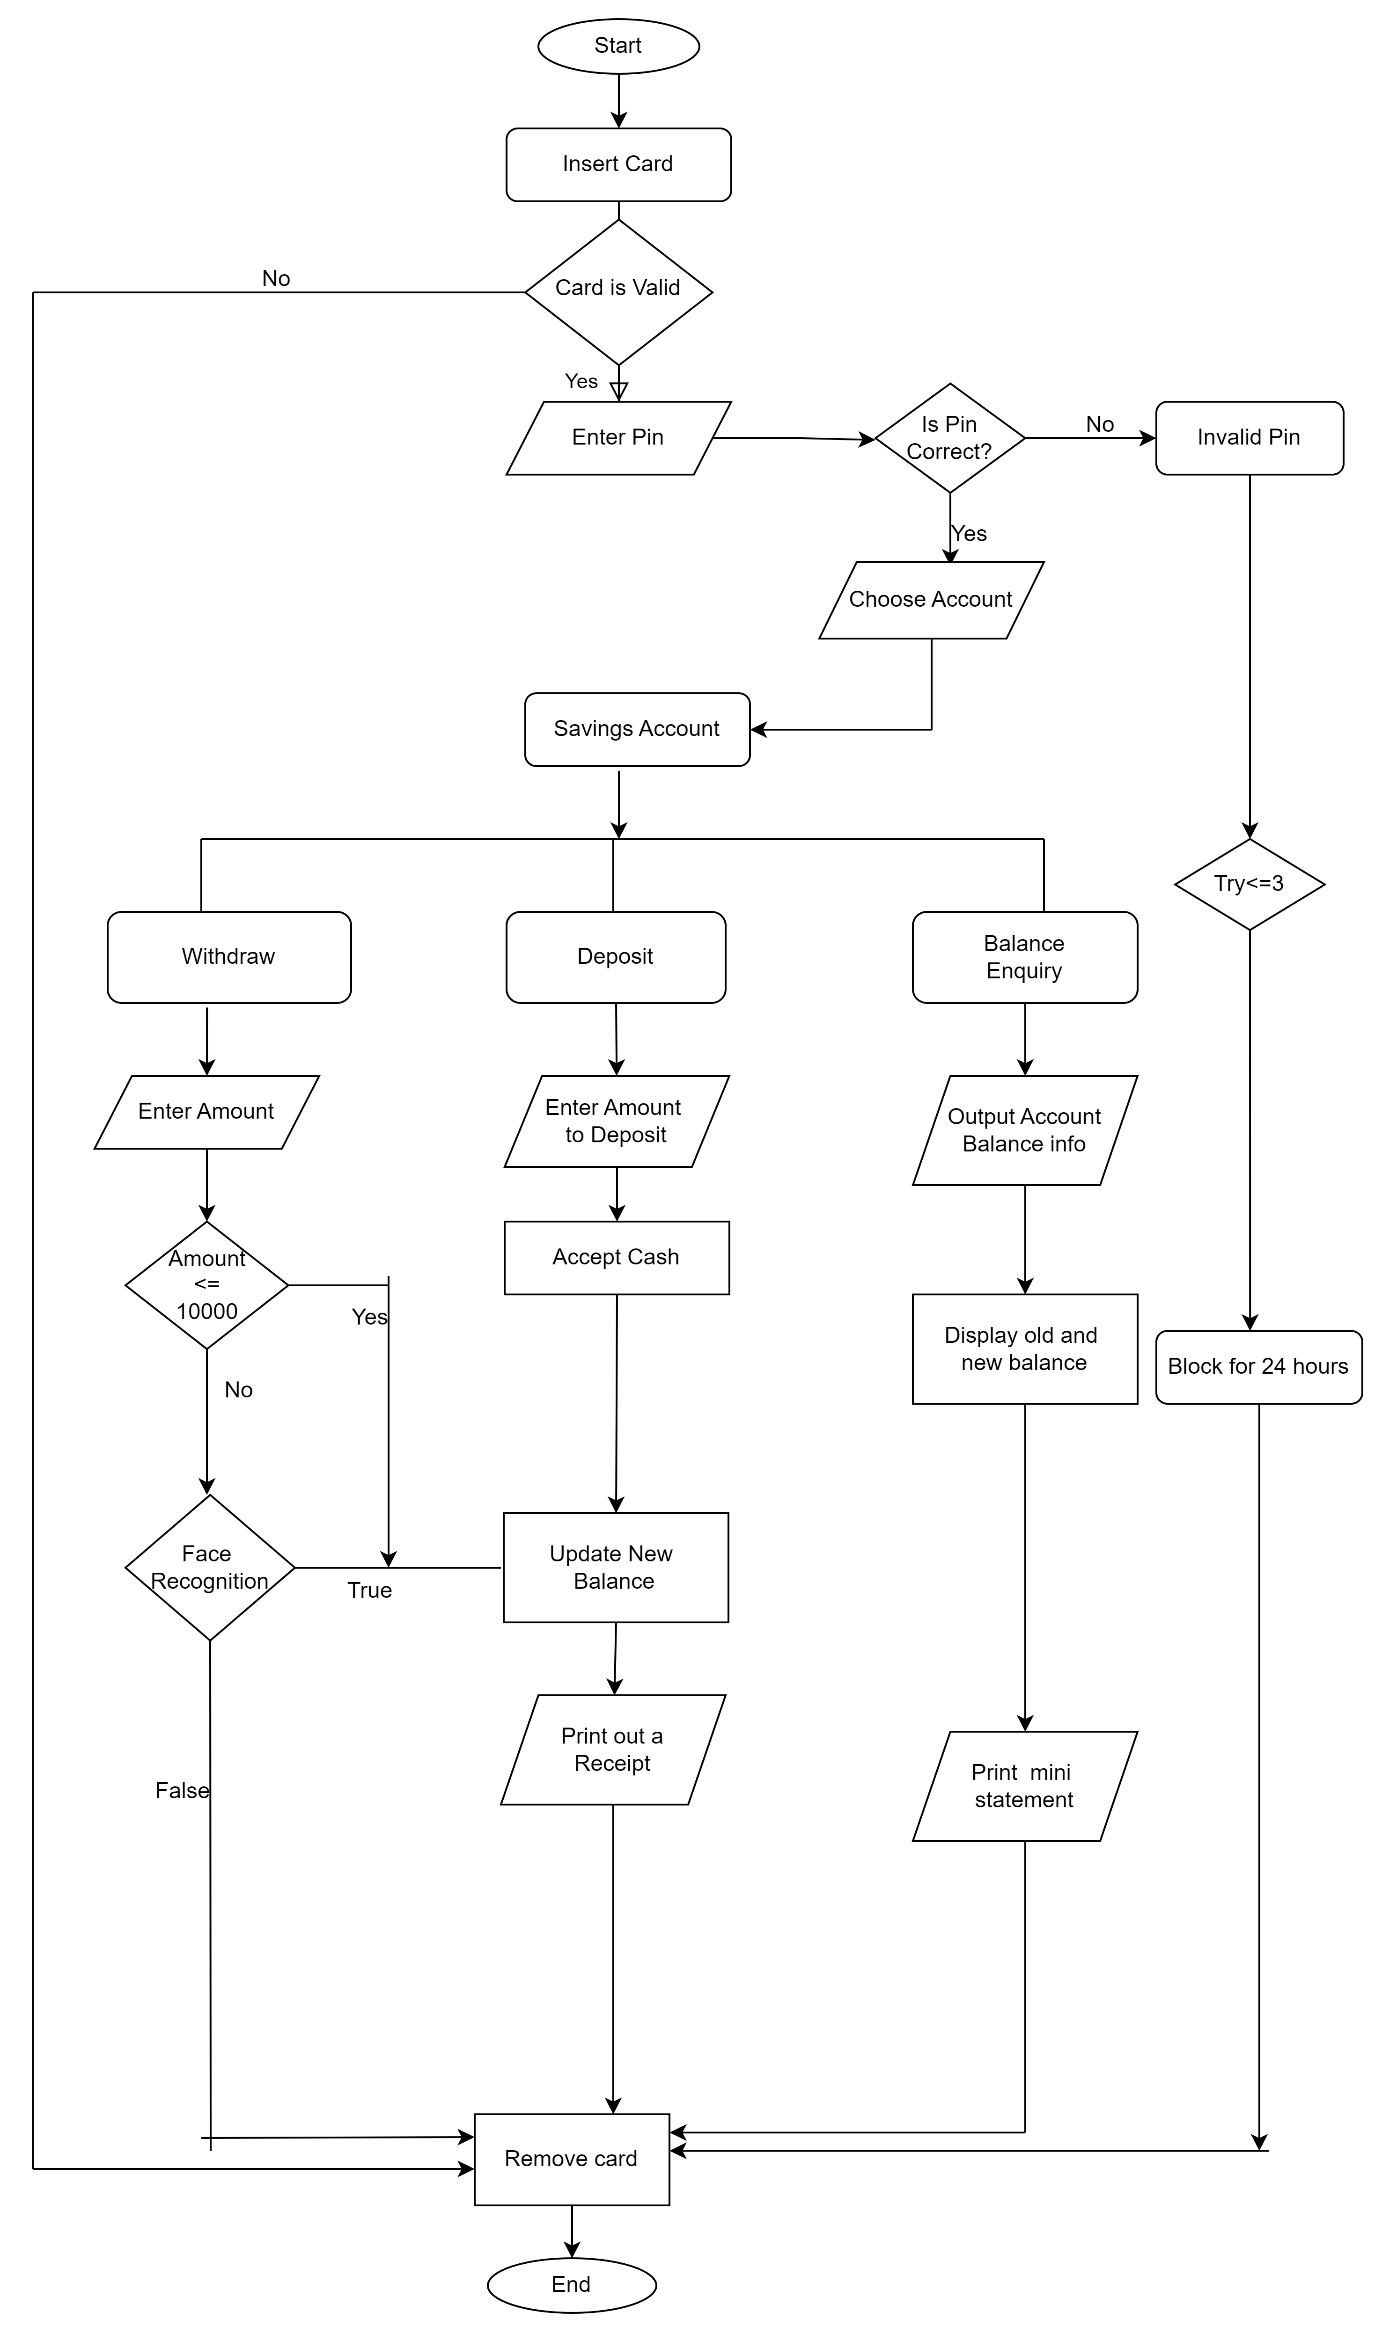 Start
Insert Card
No
Card is Valid
Yes
Enter Pin
Is Pin
Correct?
No
Invalid Pin
Yes
Choose Account
Savings Account
Try<=3
Withdraw
Deposit
Balance
Enquiry
Enter Amount
Enter Amount
to Deposit
Output Account
Balance info
Amount
<=
10000
Yes
Accept Cash
Display old and
new balance
Block for 24 hours
No
Face
Recognition
True
Update New
Balance
Print out a
Receipt
False
Print  mini
statement
Remove card
End